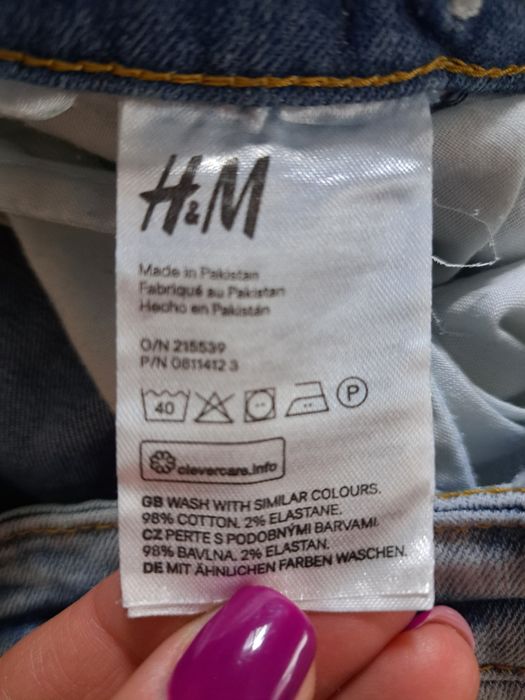 H&M
Made in Pakistan
Fabriqué au Pakistan
Hecho en Pakistán
O/N 215539
P/N 0811412 3
40 P
clevercare.info
GB WASH WITH SIMILAR COLOURS.
98% COTTON. 2% ELASTANE.
CZ PERTE S PODOBNÝMI BARVAMI.
98% BAVLNA. 2% ELASTAN.
DE MIT ÄHNLICHEN FARBEN WASCHEN.